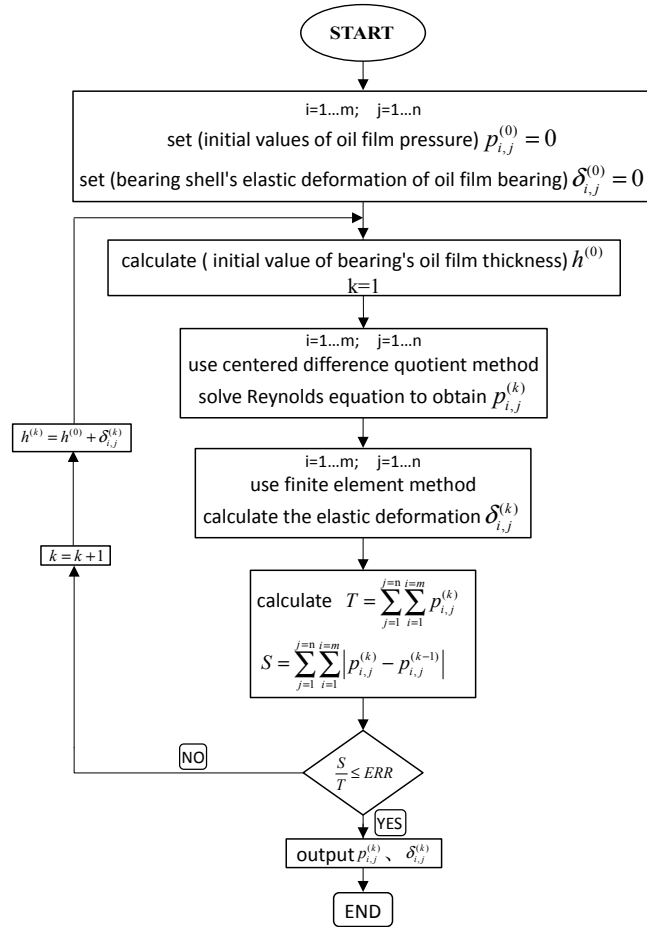 START
i=1...m; j=1...n
set (initial values of oil film pressure) p_{i,j}^{(0)} = 0
set (bearing shell's elastic deformation of oil film bearing) δ_{i,j}^{(0)} = 0
calculate ( initial value of bearing's oil film thickness) h^{(0)}
k=1
i=1...m; j=1...n
use centered difference quotient method
solve Reynolds equation to obtain p_{i,j}^{(k)}
i=1...m; j=1...n
use finite element method
calculate the elastic deformation δ_{i,j}^{(k)}
calculate T = \sum_{j=1}^{j=n} \sum_{i=1}^{i=m} p_{i,j}^{(k)}
S = \sum_{j=1}^{j=n} \sum_{i=1}^{i=m} |p_{i,j}^{(k)} − p_{i,j}^{(k-1)}|
S/T ≤ ERR
NO
k = k+1
h^{(k)} = h^{(0)} + δ_{i,j}^{(k)}
YES
output p_{i,j}^{(k)}、 δ_{i,j}^{(k)}
END